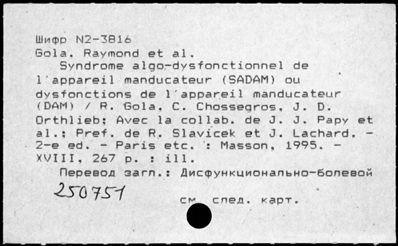 Шифр N2-3816
Gola, Raymond et al.
Syndrome algo-dysfonctionnel de
l'appareil manducateur (SADAM) ou
dysfonctions de l'appareil manducateur
(DAM) / R. Gola, C. Chossegros, J. D.
Orthlieb; Avec la collab. de J. J. Papy et
al.; Pref. de R. Slavicek et J. Lachard. -
2-e ed. - Paris etc. : Masson, 1995. -
XVIII, 267 p. : ill.
Перевод загл.: Дисфункционально-болевой
250751
см. след. карт.